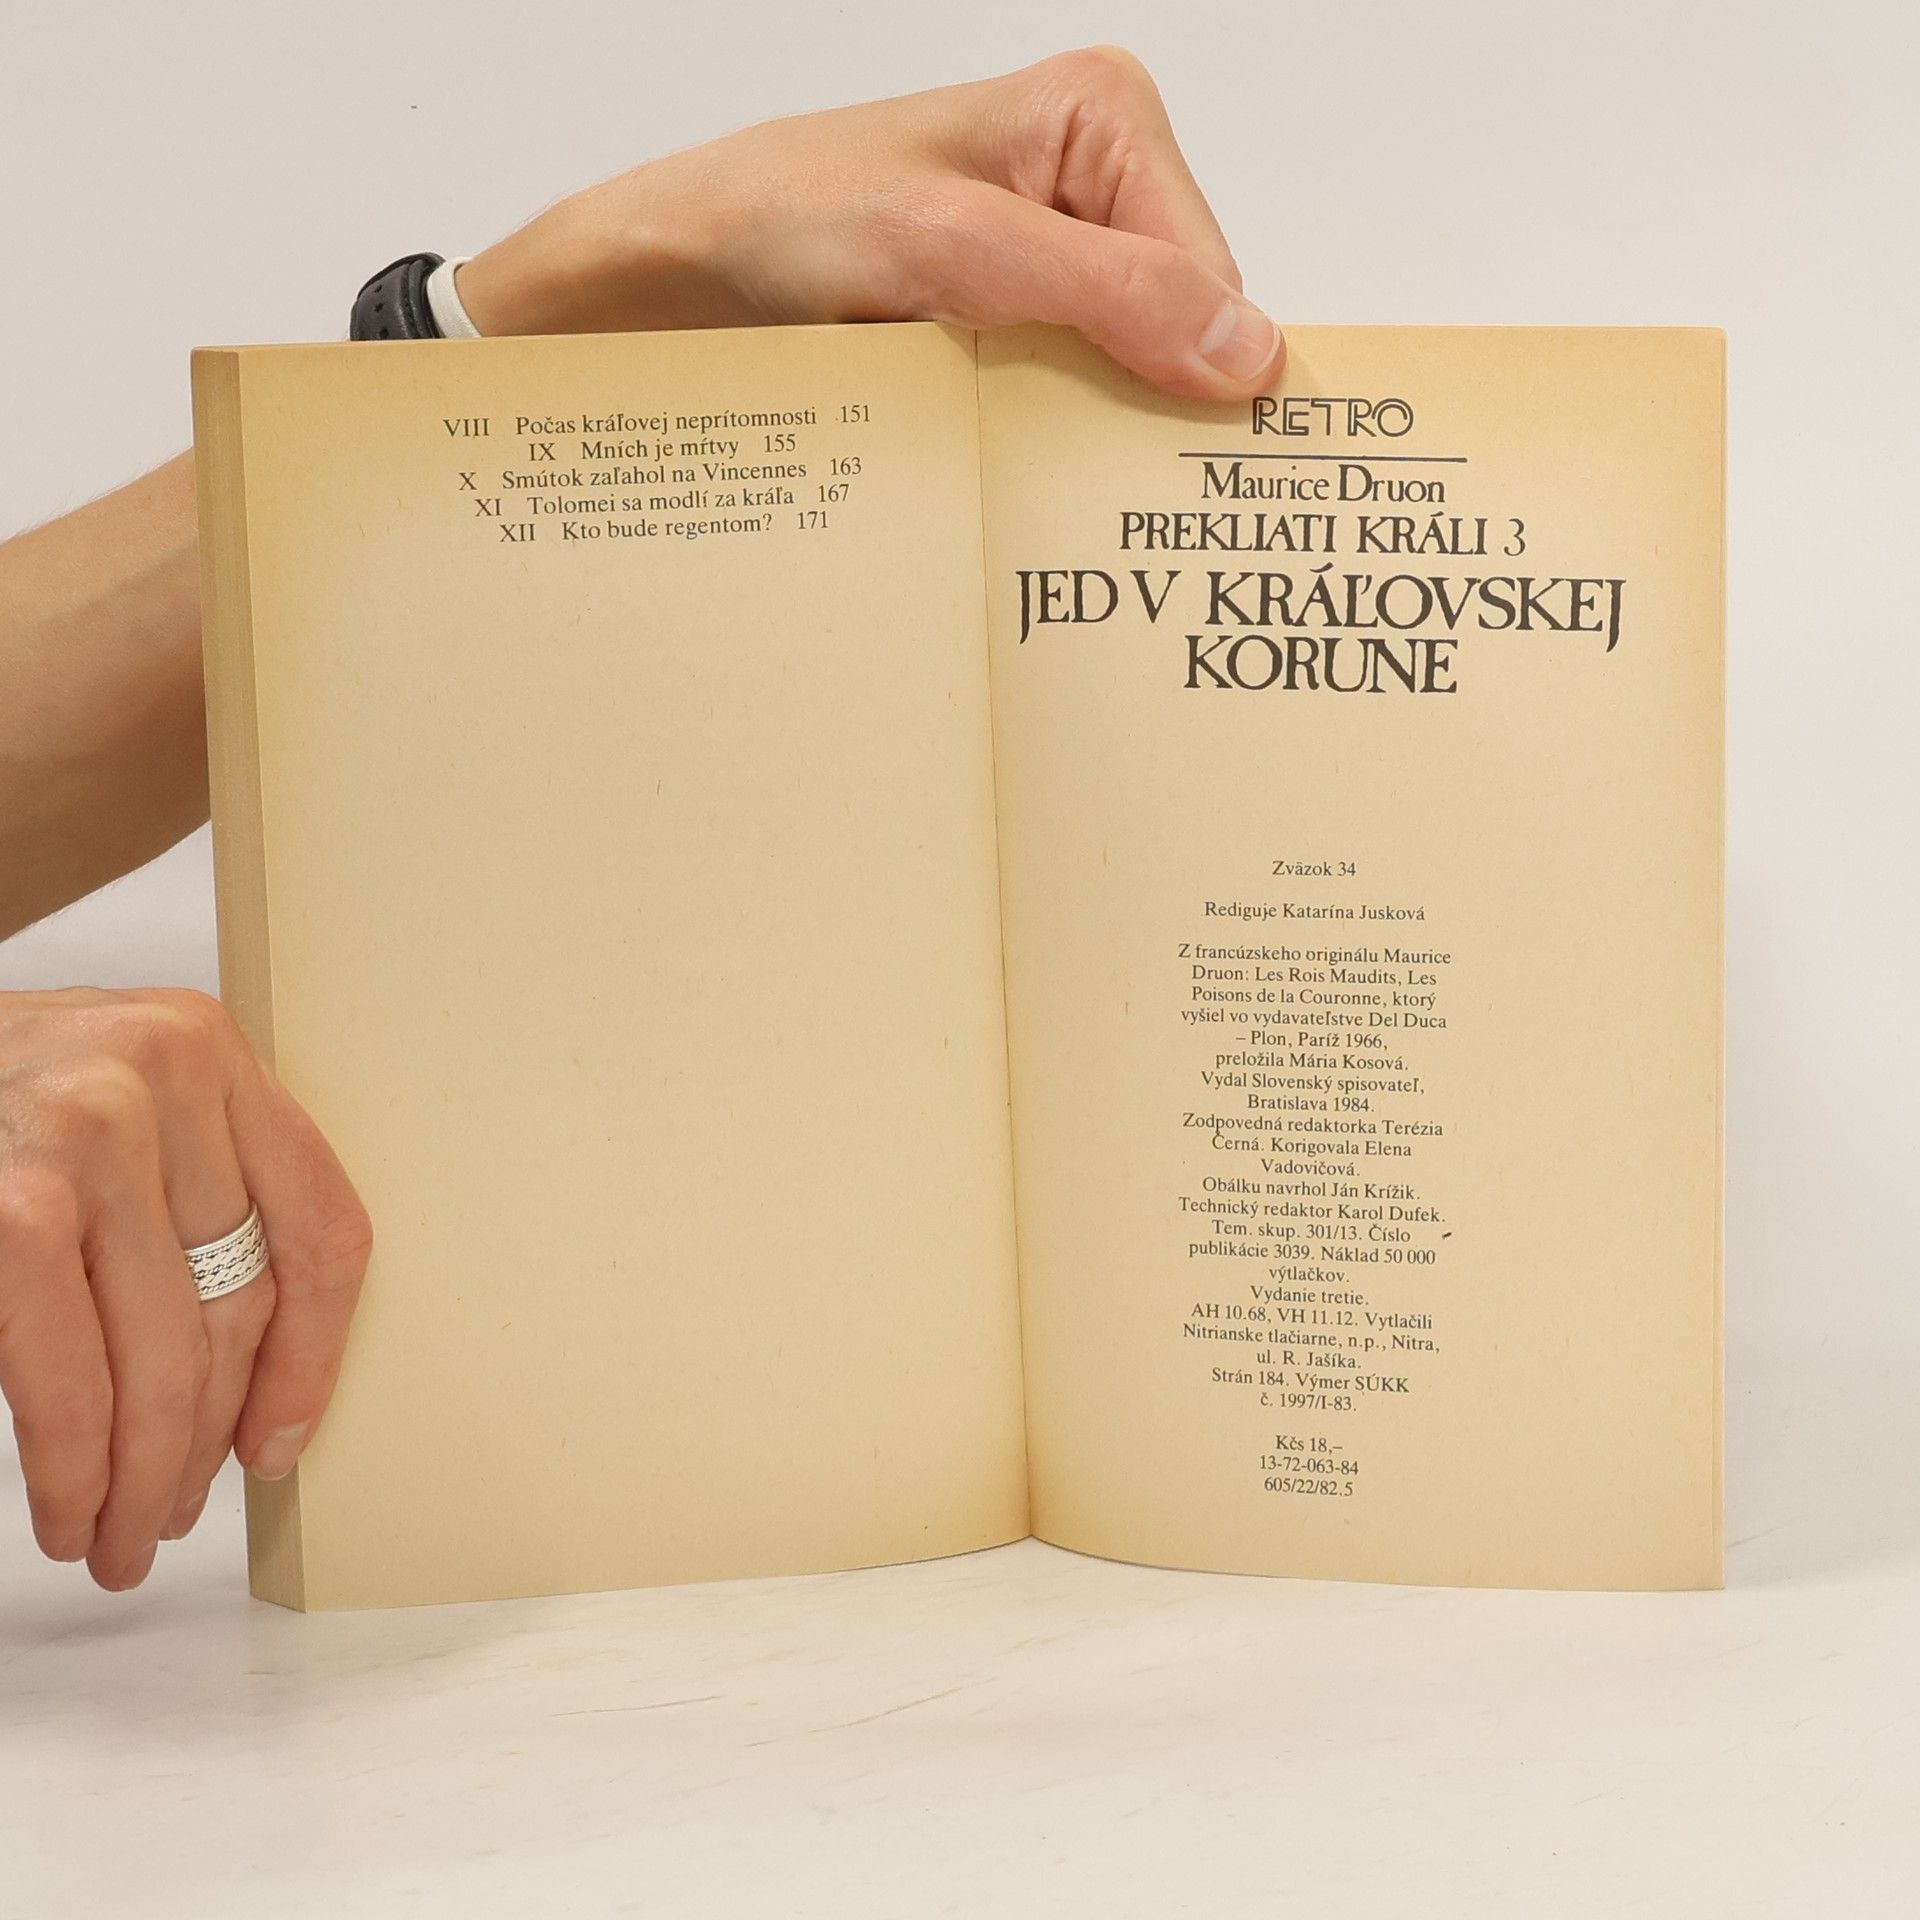 VIII Počas kráľovej neprítomnosti 151
IX Mních je mŕtvy 155
X Smútok zaľahol na Vincennes 163
XI Tolomei sa modlí za kráľa 167
XII Kto bude regentom? 171
RETRO
Maurice Druon
PREKLIATI KRÁLI 3
JED V KRÁĽOVSKEJ
KORUNE
Zväzok 34
Rediguje Katarína Jusková
Z francúzskeho originálu Maurice
Druon: Les Rois Maudits, Les
Poisons de la Couronne, ktorý
vyšiel vo vydavateľstve Del Duca
– Plon, Paríž 1966,
preložila Mária Kosová.
Vydal Slovenský spisovateľ,
Bratislava 1984.
Zodpovedná redaktorka Terézia
Černá. Korigovala Elena
Vadovičová.
Obálku navrhol Ján Krížik.
Technický redaktor Karol Dufek.
Tem. skup. 301/13. Číslo
publikácie 3039. Náklad 50 000
výtlačkov.
Vydanie tretie.
AH 10.68, VH 11.12. Vytlačili
Nitrianske tlačiarne, n.p., Nitra,
ul. R. Jašíka.
Strán 184. Výmer SÚKK
č. 1997/I-83.
Kčs 18,–
13-72-063-84
605/22/82.5